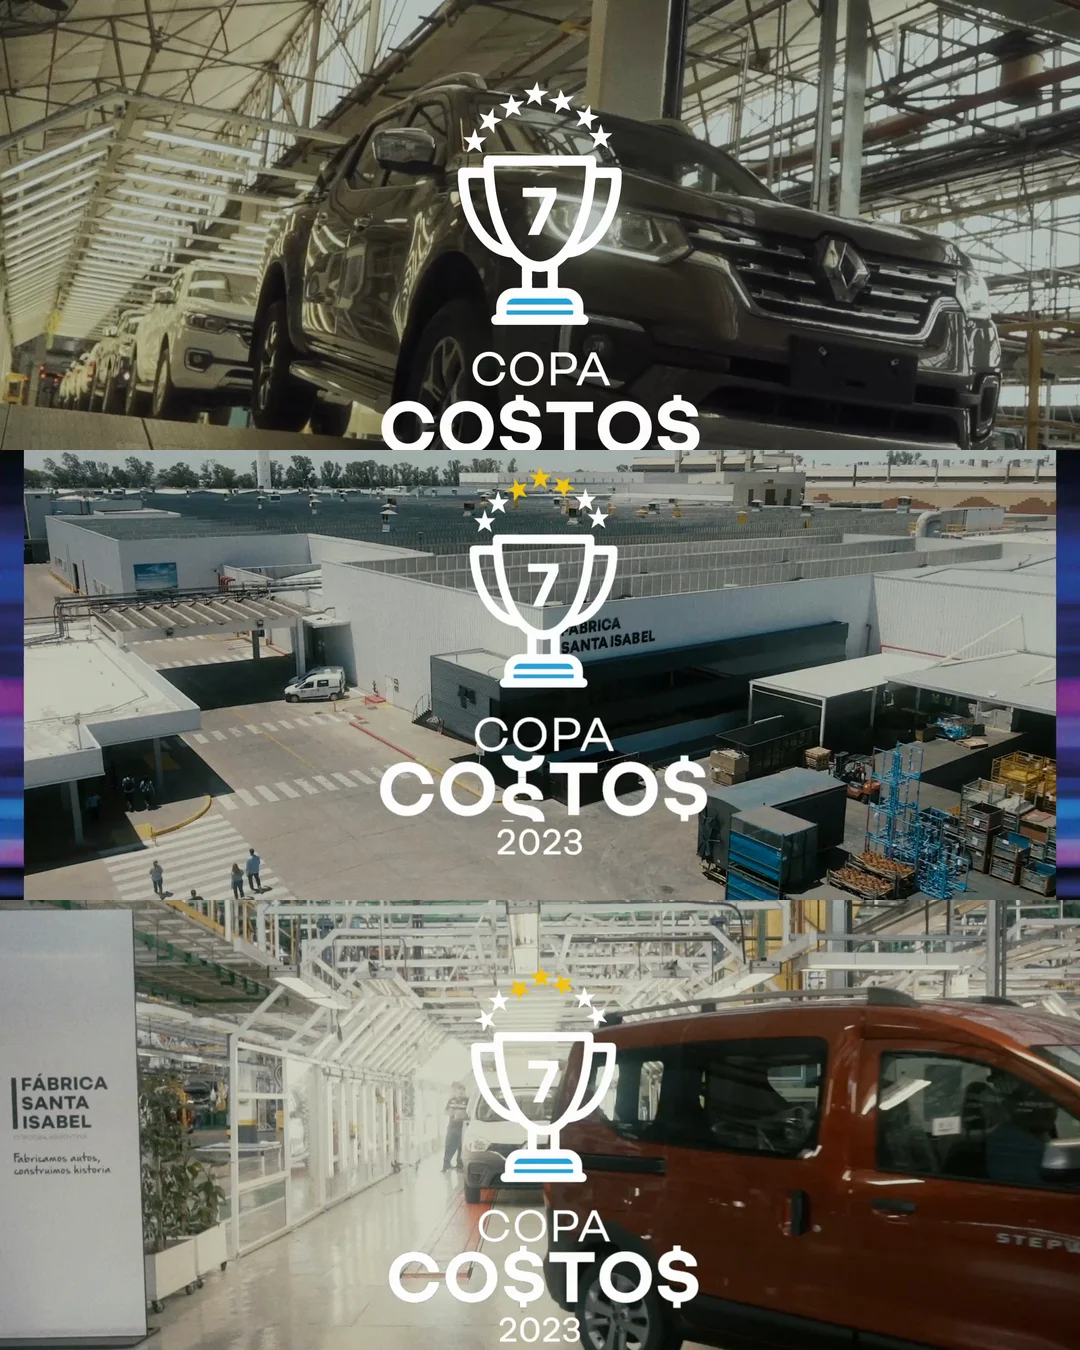 7
COPA
CO$TO$
FÁBRICA
SANTA ISABEL
7
COPA
CO$TO$
2023
FÁBRICA
SANTA
ISABEL
Fabricamos autos,
construimos historia
7
COPA
CO$TO$
2023